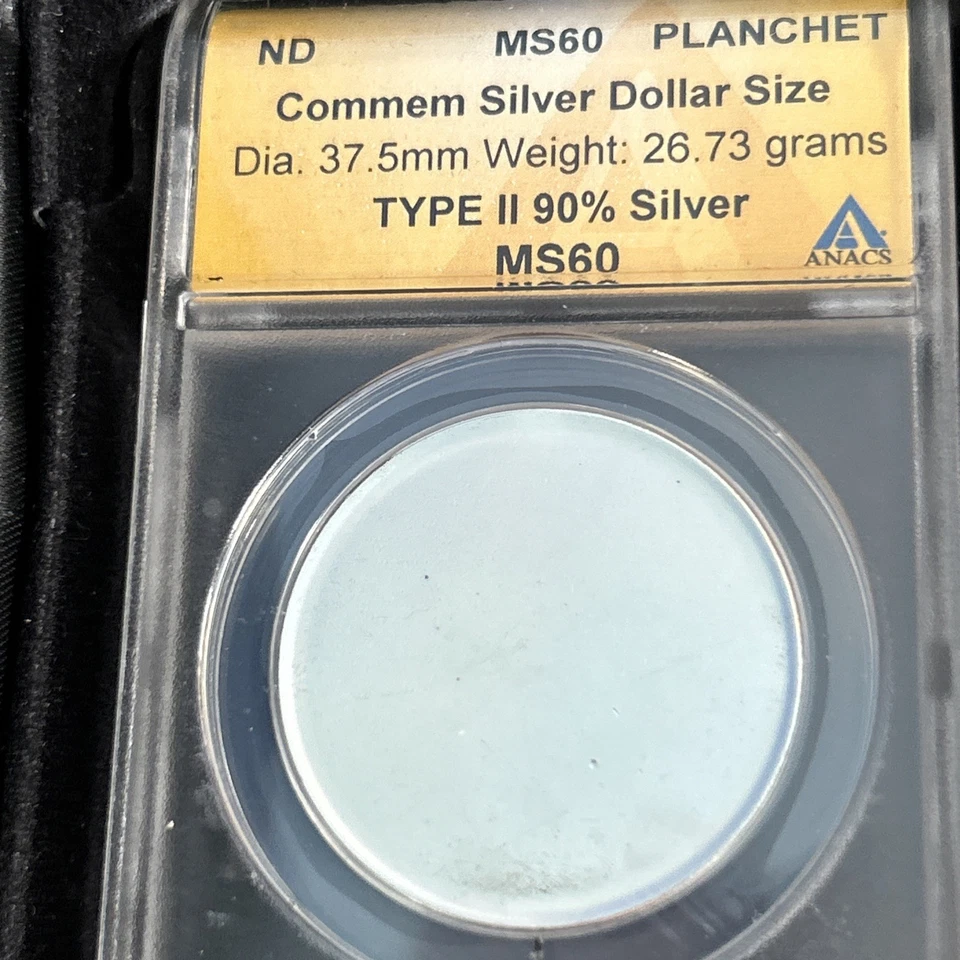 ND MS60 PLANCHET
Commem Silver Dollar Size
Dia. 37.5mm Weight: 26.73 grams
TYPE II 90% Silver
MS60
ANACS